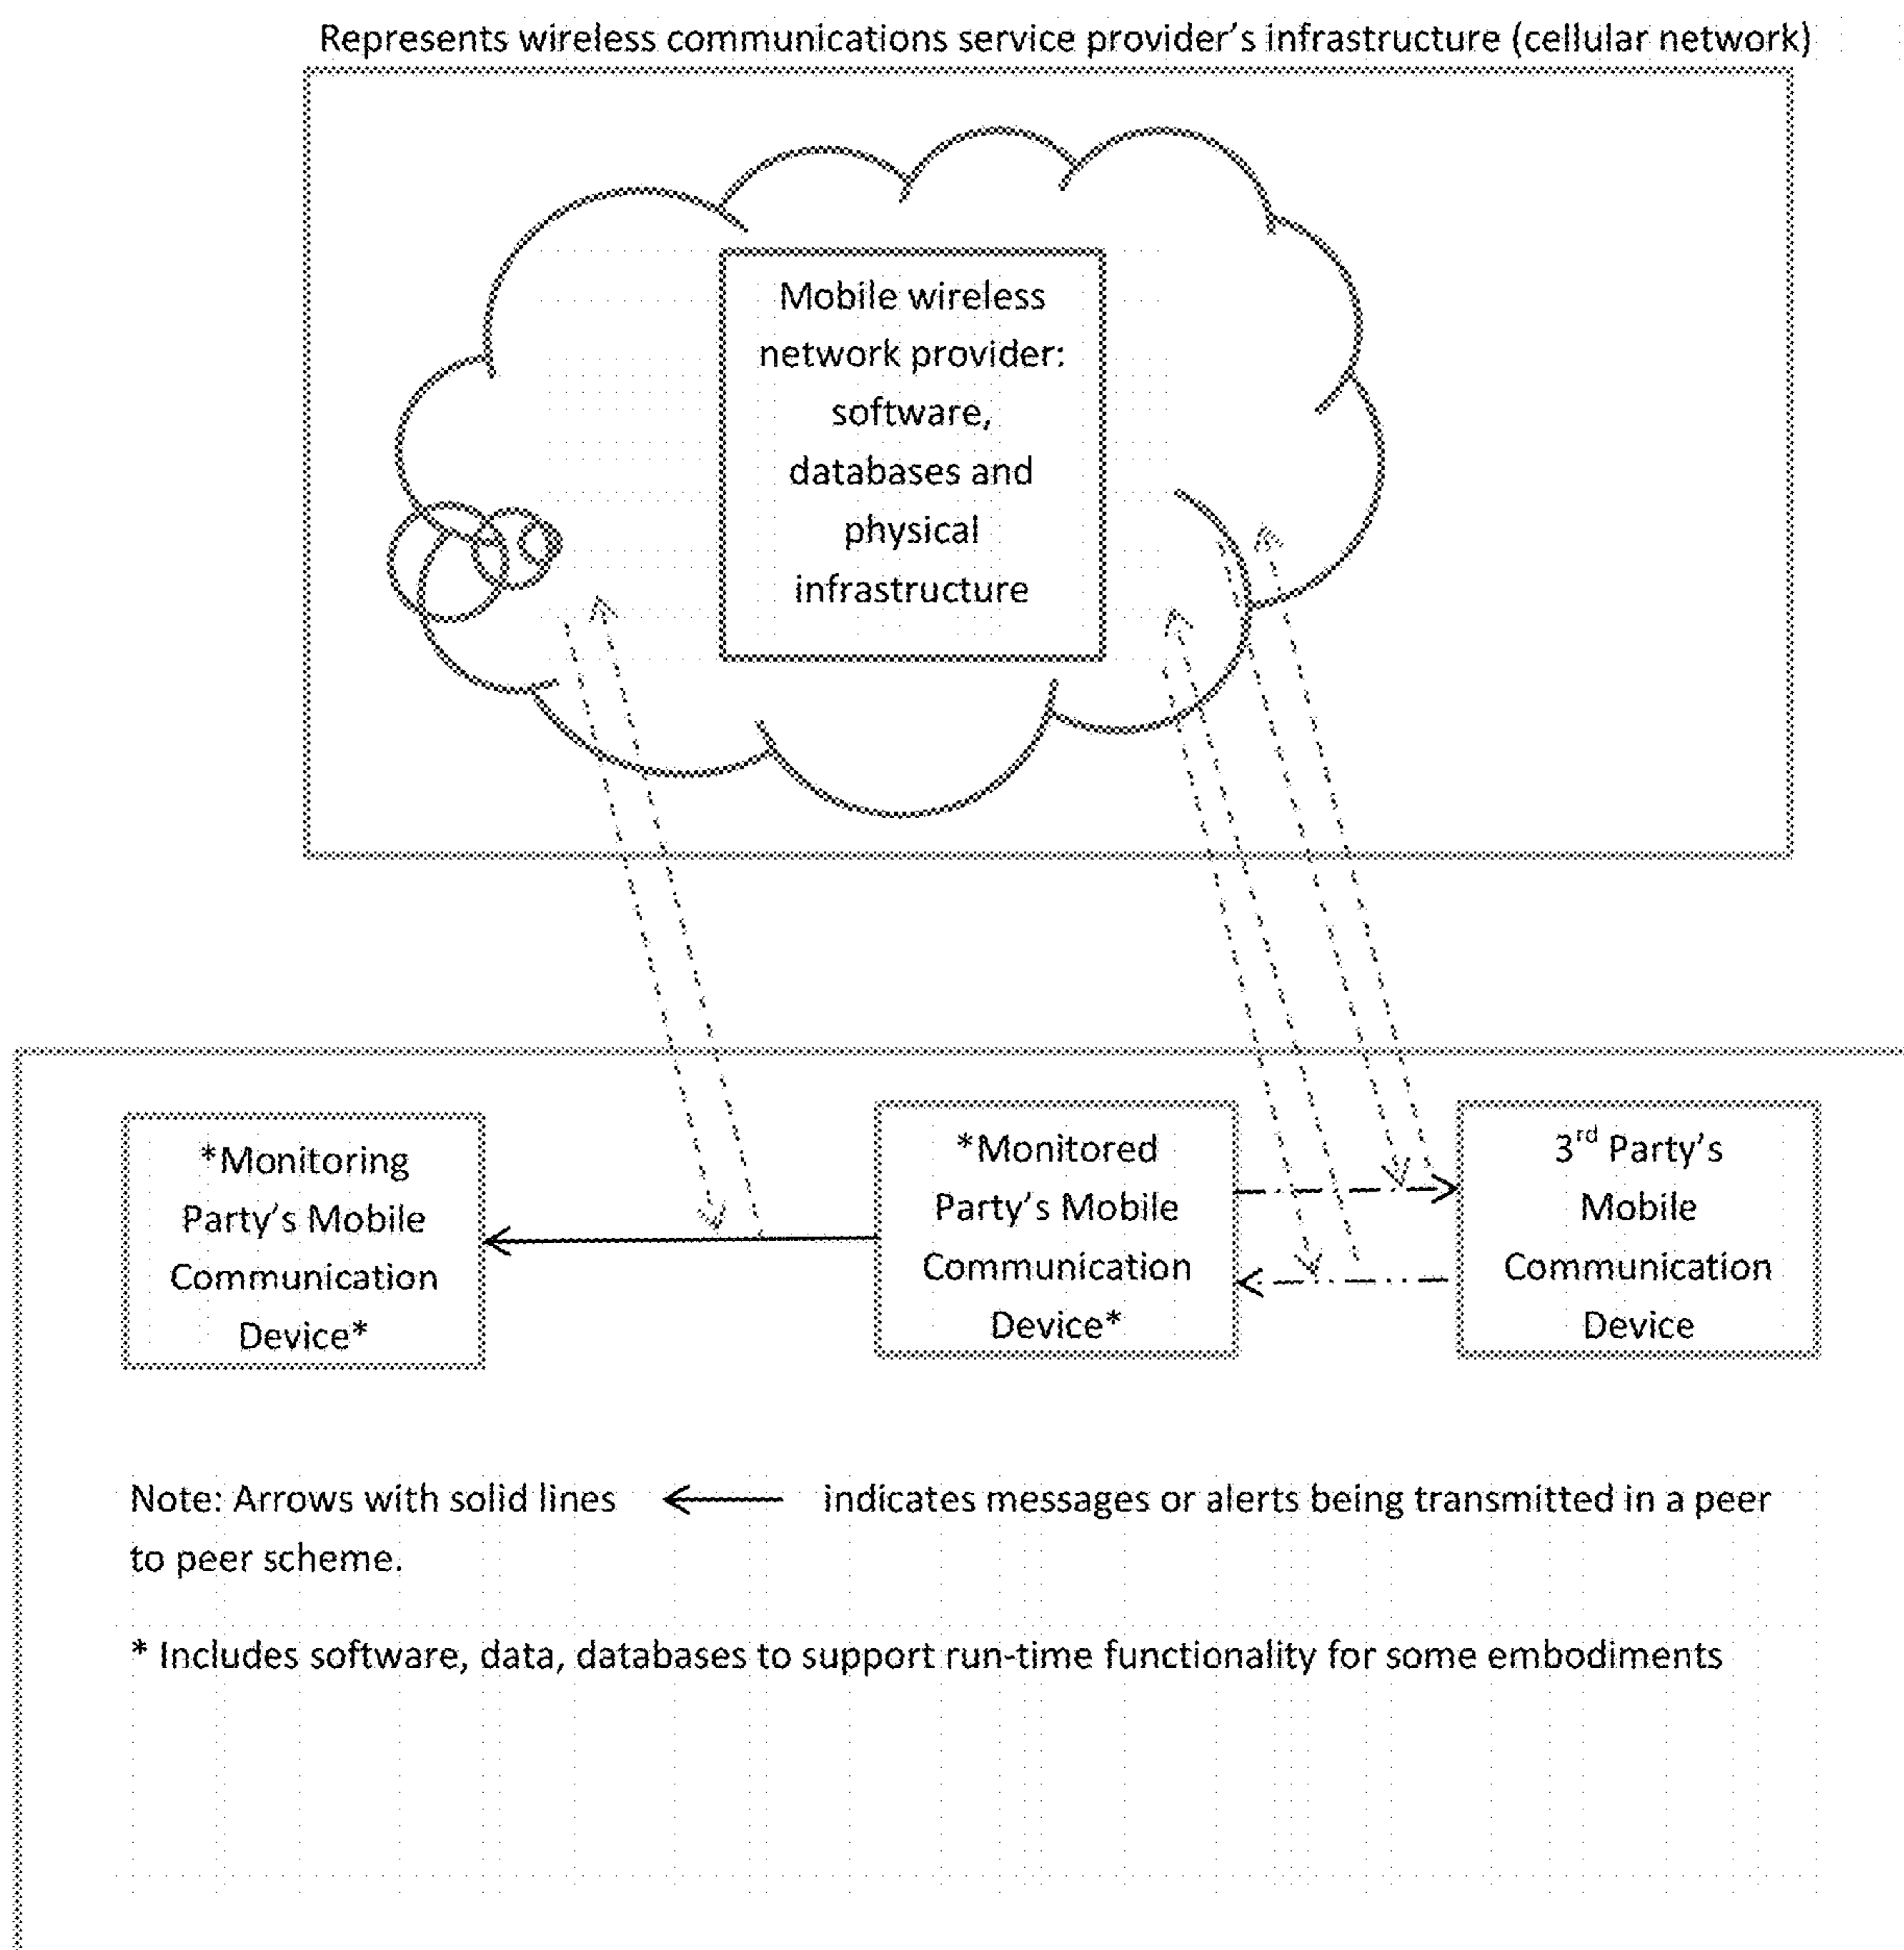 Represents wireless communications service provider's infrastructure (cellular network)
Mobile wireless
network provider:
software,
databases and
physical
infrastructure
*Monitoring
Party's Mobile
Communication
Device*
*Monitored
Party's Mobile
Communication
Device*
3rd Party's
Mobile
Communication
Device
Note: Arrows with solid lines indicates messages or alerts being transmitted in a peer
to peer scheme.
* Includes software, data, databases to support run-time functionality for some embodiments